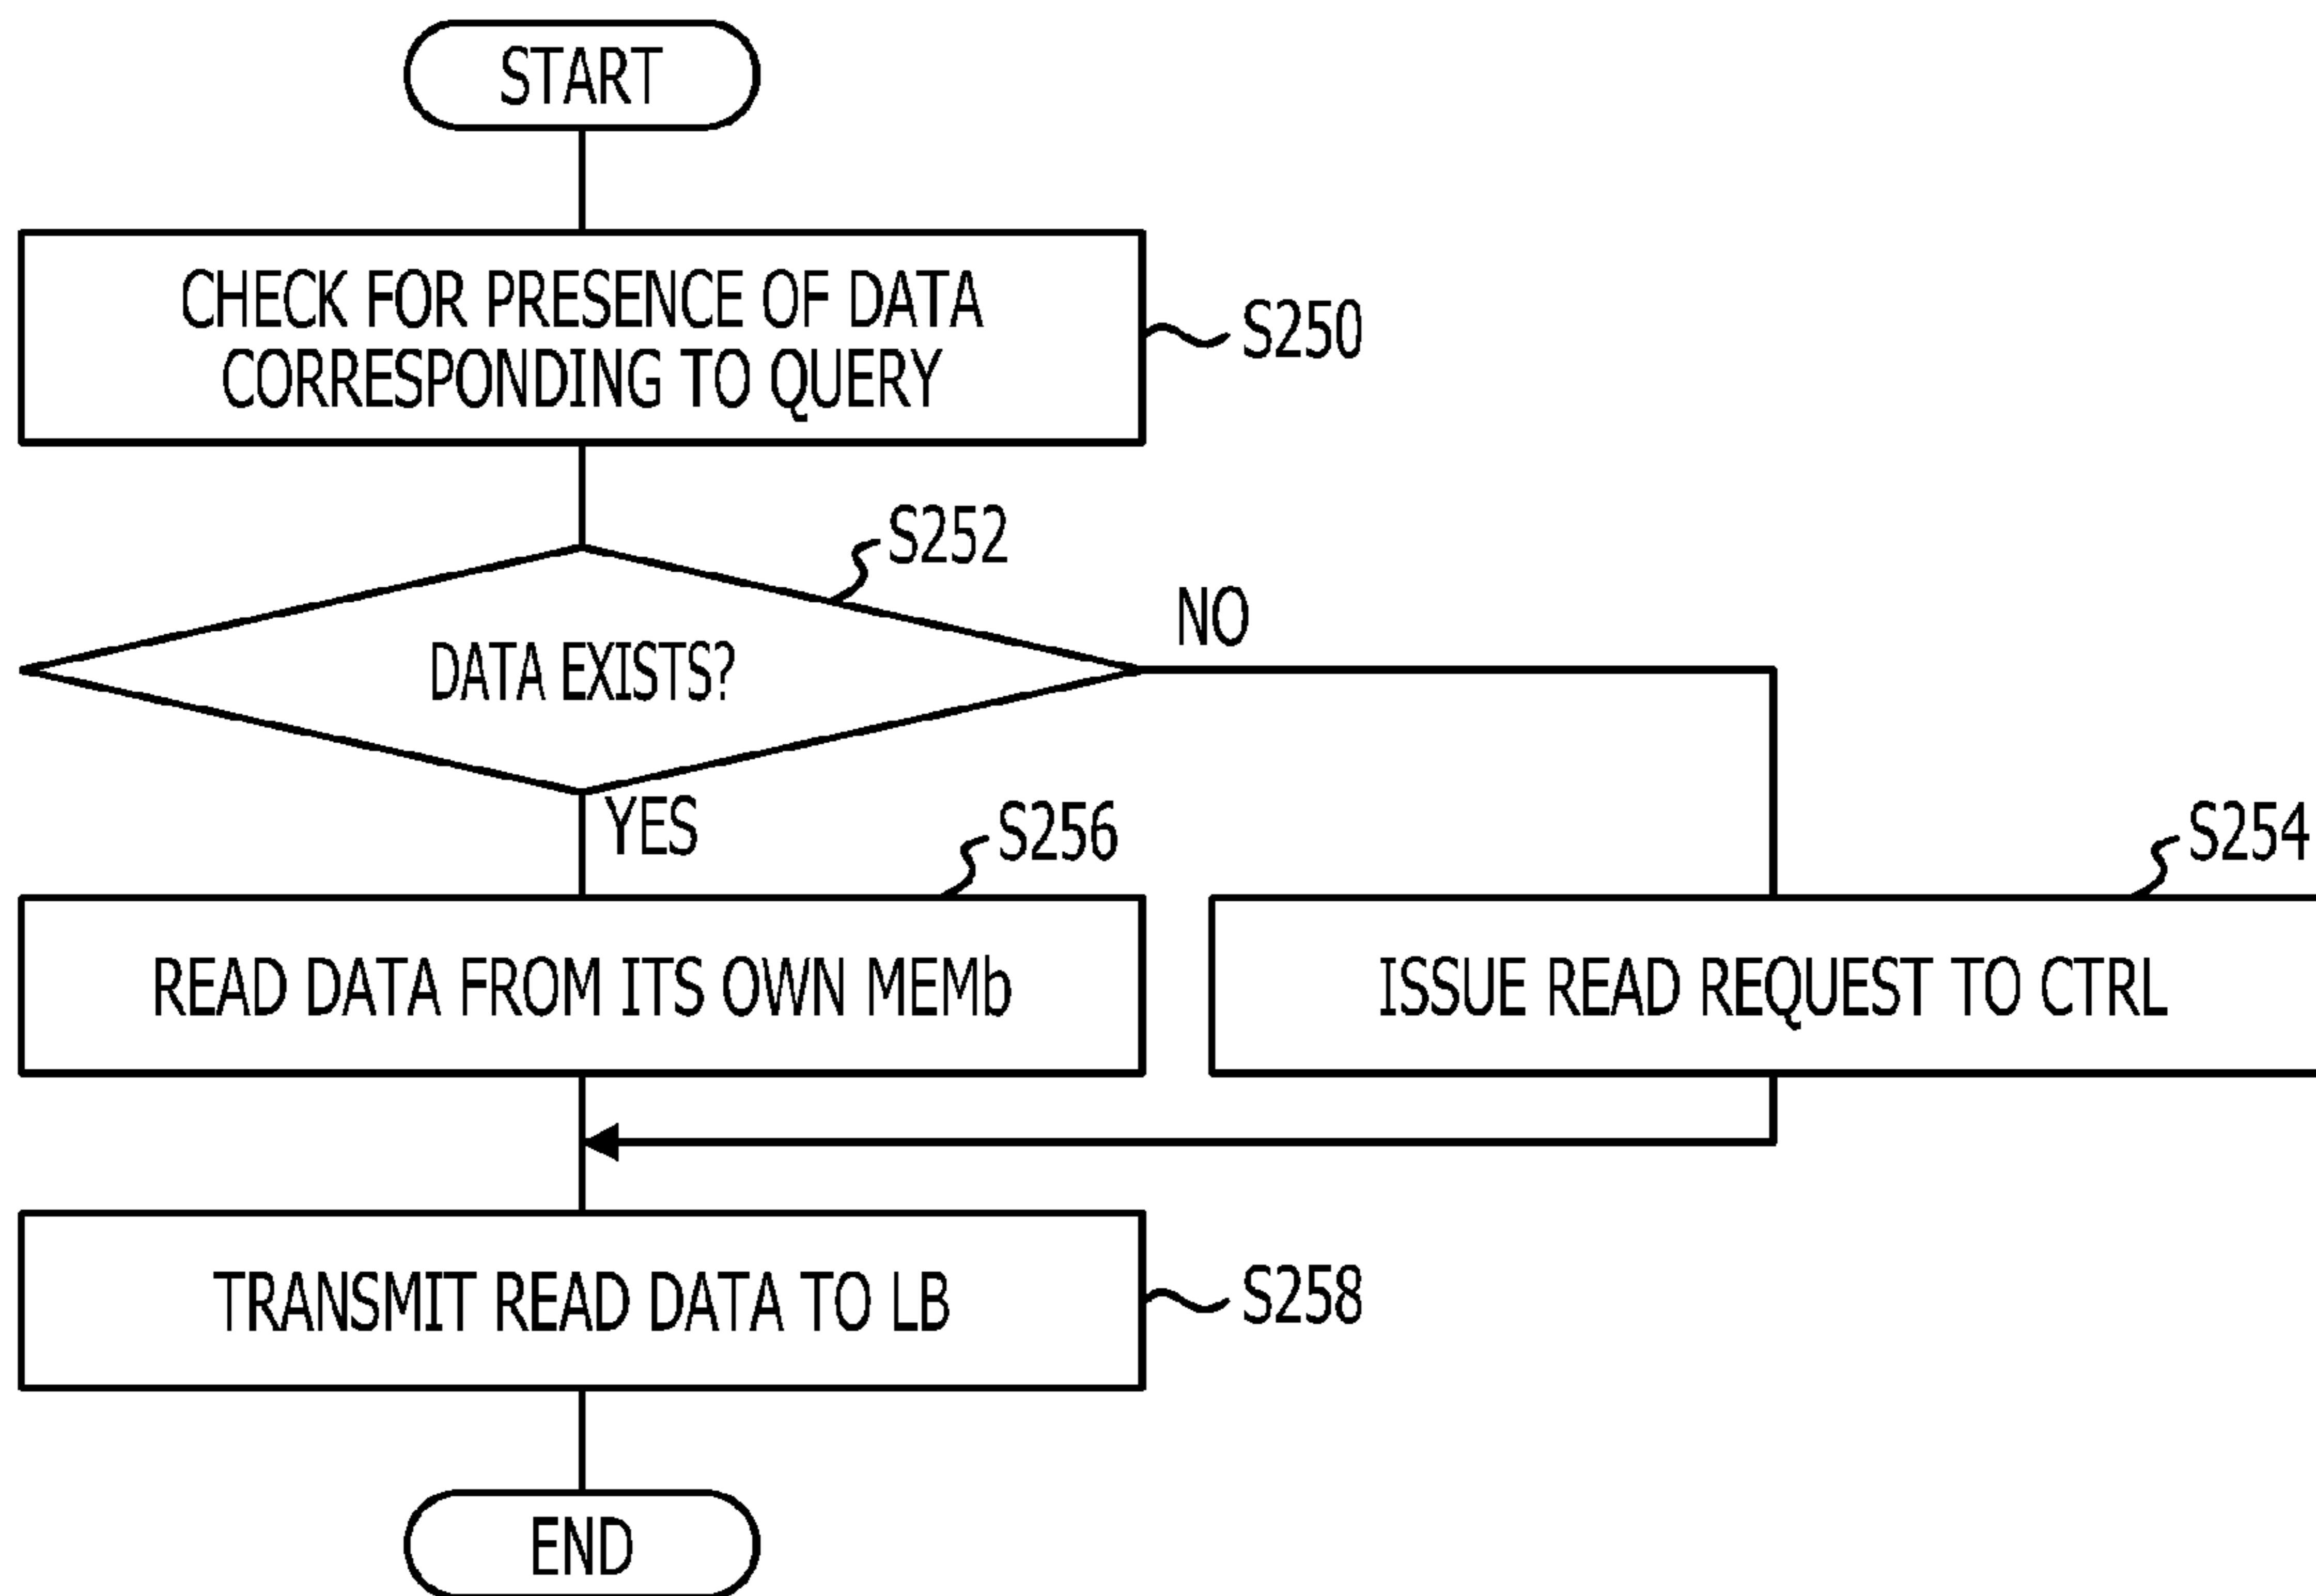 START
CHECK FOR PRESENCE OF DATA
CORRESPONDING TO QUERY
S250
S252
DATA EXISTS?
NO
YES
S256
S254
READ DATA FROM ITS OWN MEMb
ISSUE READ REQUEST TO CTRL
TRANSMIT READ DATA TO LB
S258
END